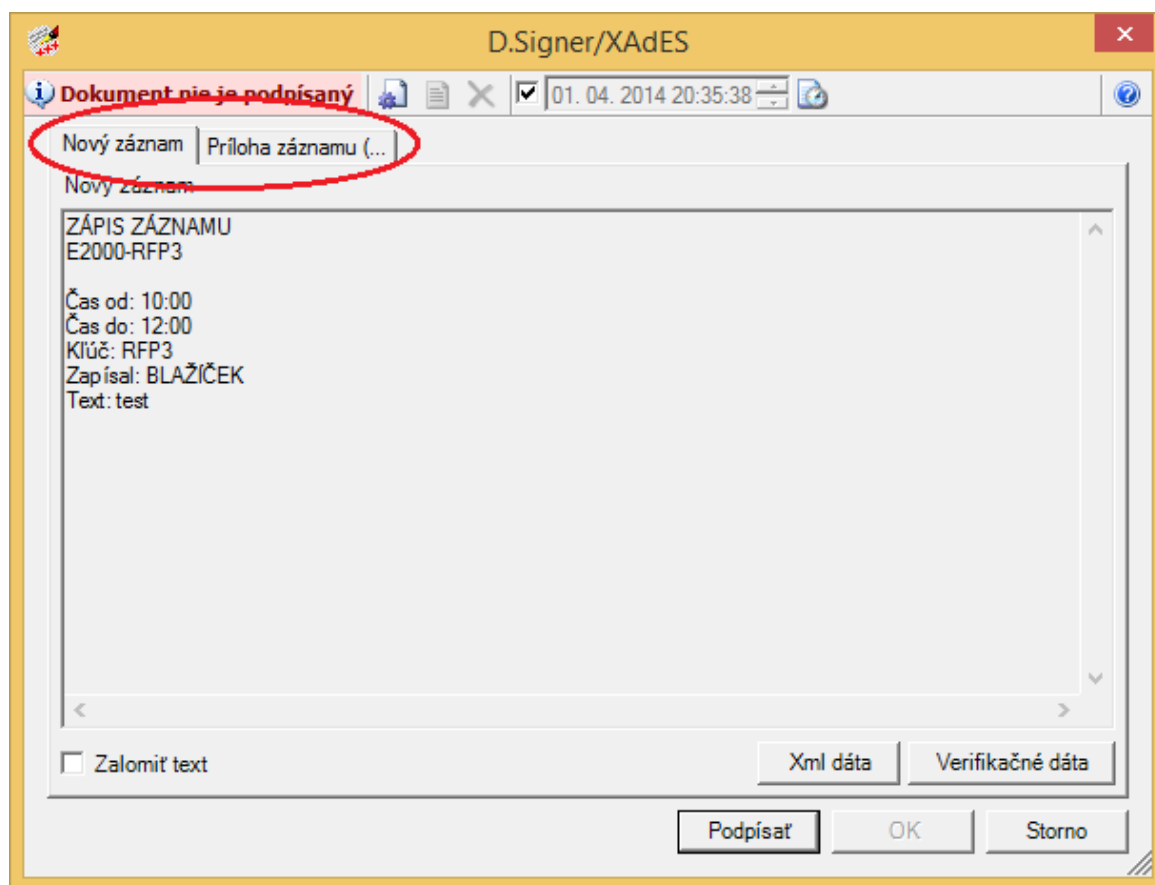 D.Signer/XAdES
Dokument nie je podpísaný
01. 04. 2014 20:35:38
Nový záznam
Príloha záznamu (...
Nový záznam
ZÁPIS ZÁZNAMU
E2000-RFP3
Čas od: 10:00
Čas do: 12:00
Kľúč: RFP3
Zapísal: BLAŽÍČEK
Text: test
Zalomiť text
Xml dáta
Verifikačné dáta
Podpísať
OK
Storno